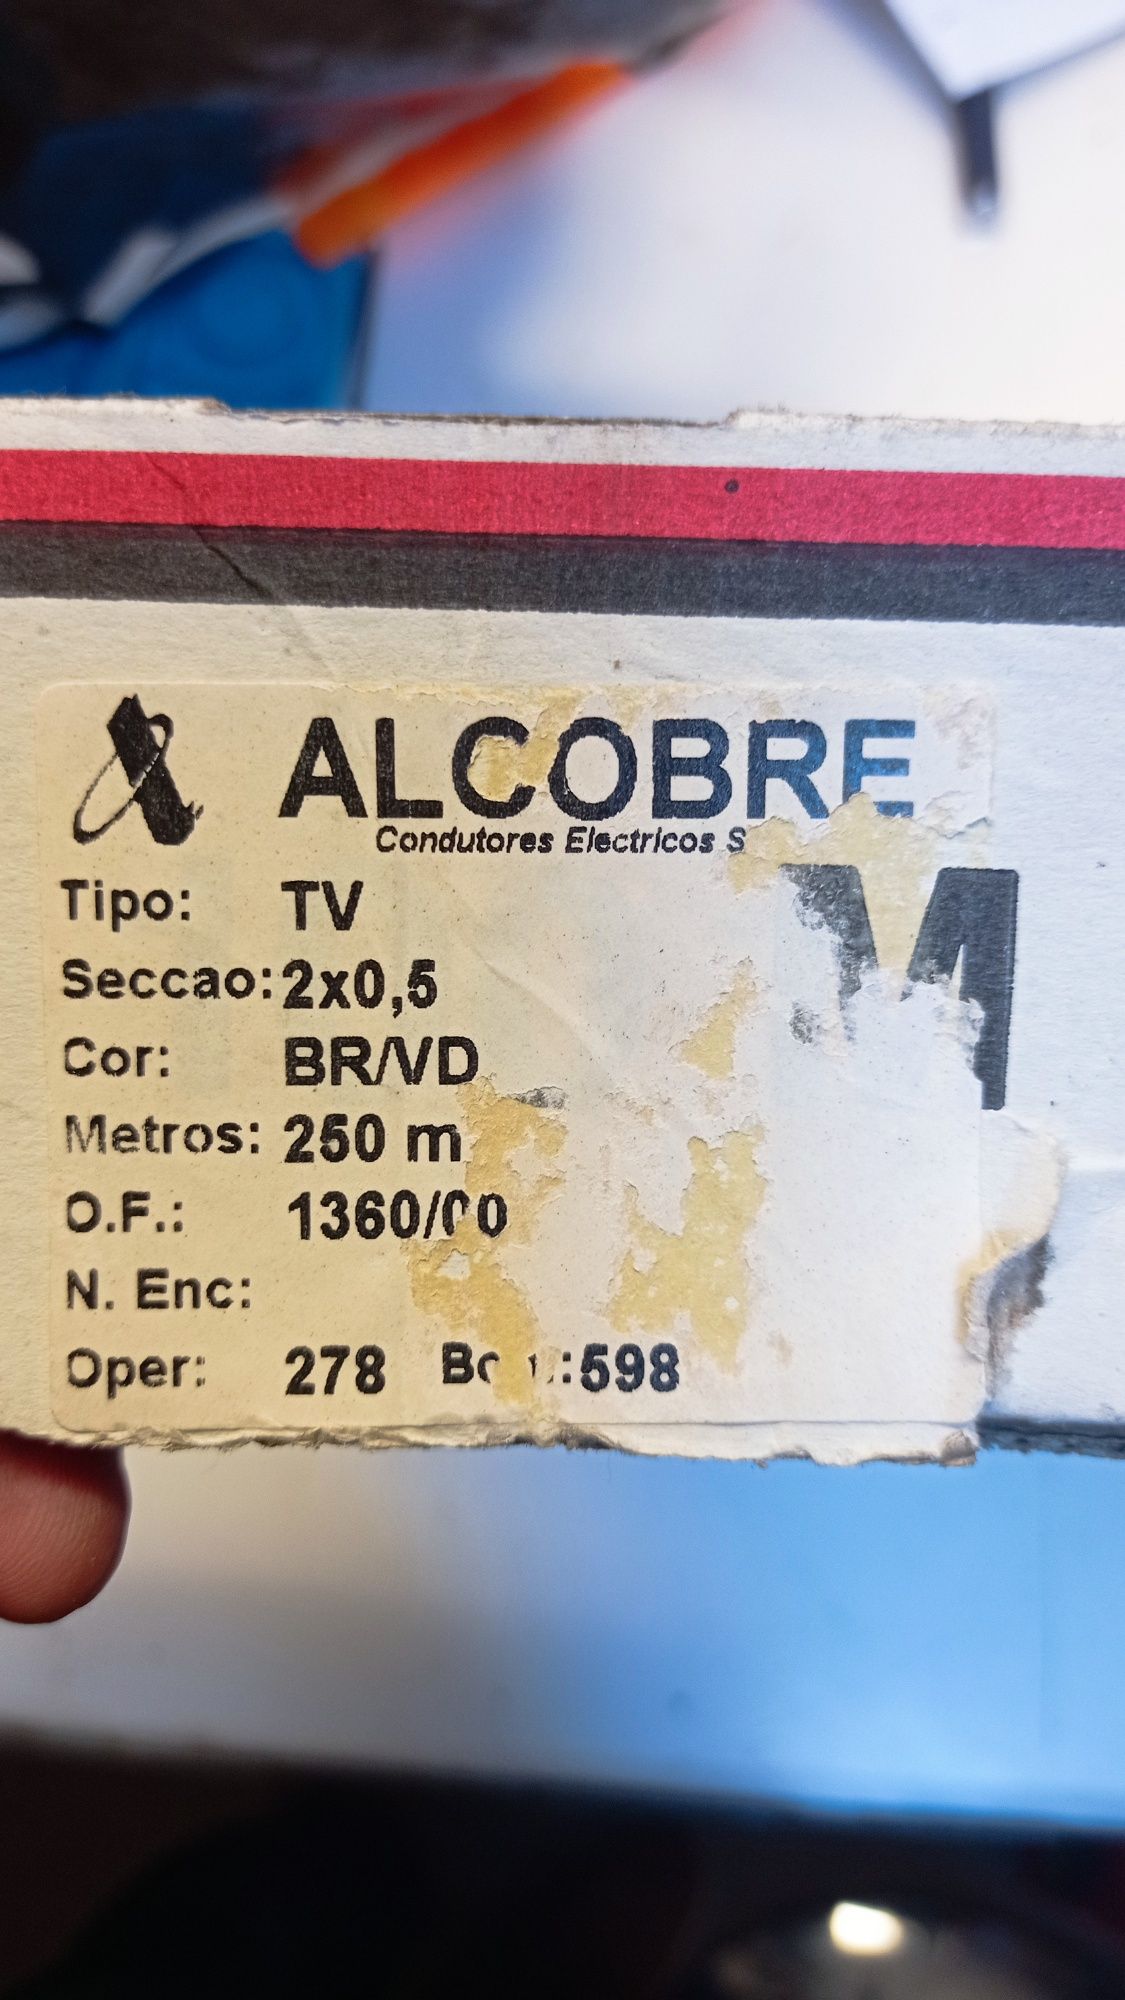 ALCOBRE
Condutores Electricos S
M
Tipo: TV
Seccao: 2x0,5
Cor: BR/VD
Metros: 250 m
O.F.: 1360/00
N. Enc:
Oper: 278 :598